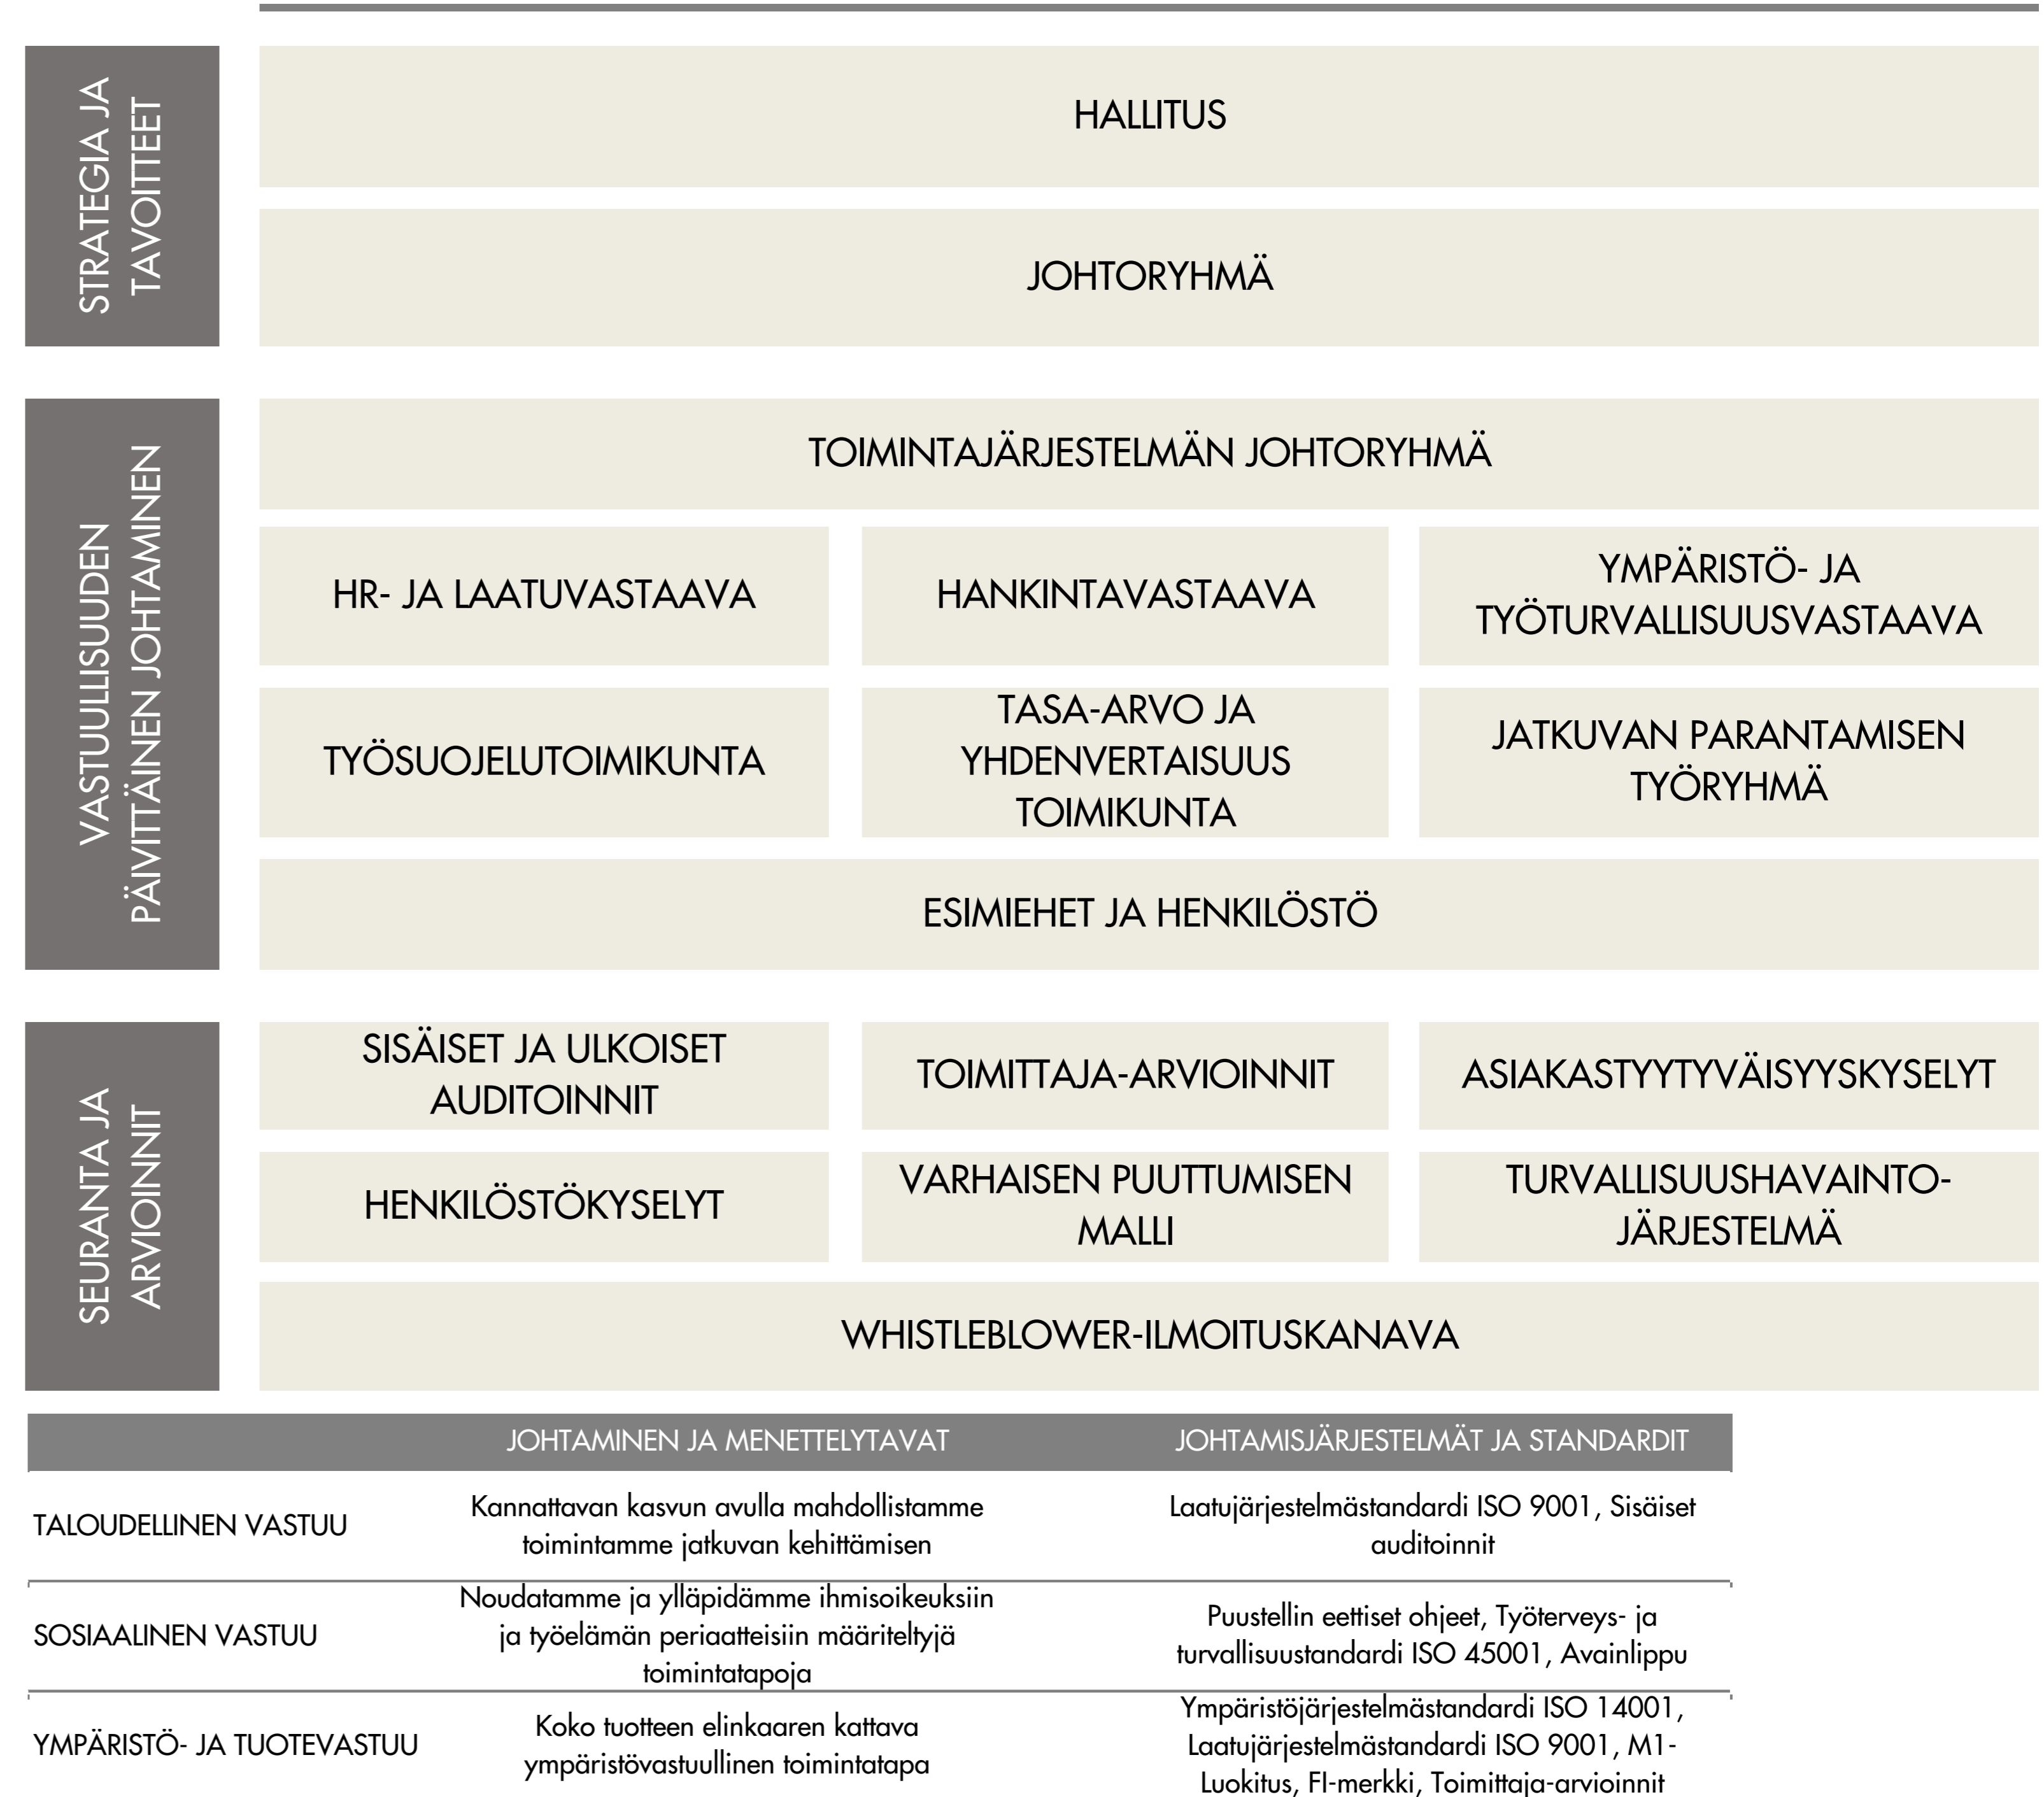 STRATEGIA JA
TAVOITTEET
HALLITUS
JOHTORYHMÄ
VASTUULLISUUDEN
PÄIVITTÄINEN JOHTAMINEN
TOIMINTAJÄRJESTELMÄN JOHTORYHMÄ
HR- JA LAATUVASTAAVA
HANKINTAVASTAAVA
YMPÄRISTÖ- JA
TYÖTURVALLISUUSVASTAAVA
TYÖSUOJELUTOIMIKUNTA
TASA-ARVO JA
YHDENVERTAISUUS
TOIMIKUNTA
JATKUVAN PARANTAMISEN
TYÖRYHMÄ
ESIMIEHET JA HENKILÖSTÖ
SEURANTA JA
ARVIOINNIT
SISÄISET JA ULKOISET
AUDITOINNIT
TOIMITTAJA-ARVIOINNIT
ASIAKASTYYTYVÄISYYSKYSELYT
HENKILÖSTÖKYSELYT
VARHAISEN PUUTTUMISEN
MALLI
TURVALLISUUSHAVAINTO-
JÄRJESTELMÄ
WHISTLEBLOWER-ILMOITUSKANAVA
JOHTAMINEN JA MENETTELYTAVAT
JOHTAMISJÄRJESTELMÄT JA STANDARDIT
TALOUDELLINEN VASTUU
Kannattavan kasvun avulla mahdollistamme
toimintamme jatkuvan kehittämisen
Laatujärjestelmästandardi ISO 9001, Sisäiset
auditoinnit
SOSIAALINEN VASTUU
Noudatamme ja ylläpidämme ihmisoikeuksiin
ja työelämän periaatteisiin määriteltyjä
toimintatapoja
Puustellin eettiset ohjeet, Työterveys- ja
turvallisuustandardi ISO 45001, Avainlippu
YMPÄRISTÖ- JA TUOTEVASTUU
Koko tuotteen elinkaaren kattava
ympäristövastuullinen toimintatapa
Ympäristöjärjestelmästandardi ISO 14001,
Laatujärjestelmästandardi ISO 9001, M1-
Luokitus, FI-merkki, Toimittaja-arvioinnit